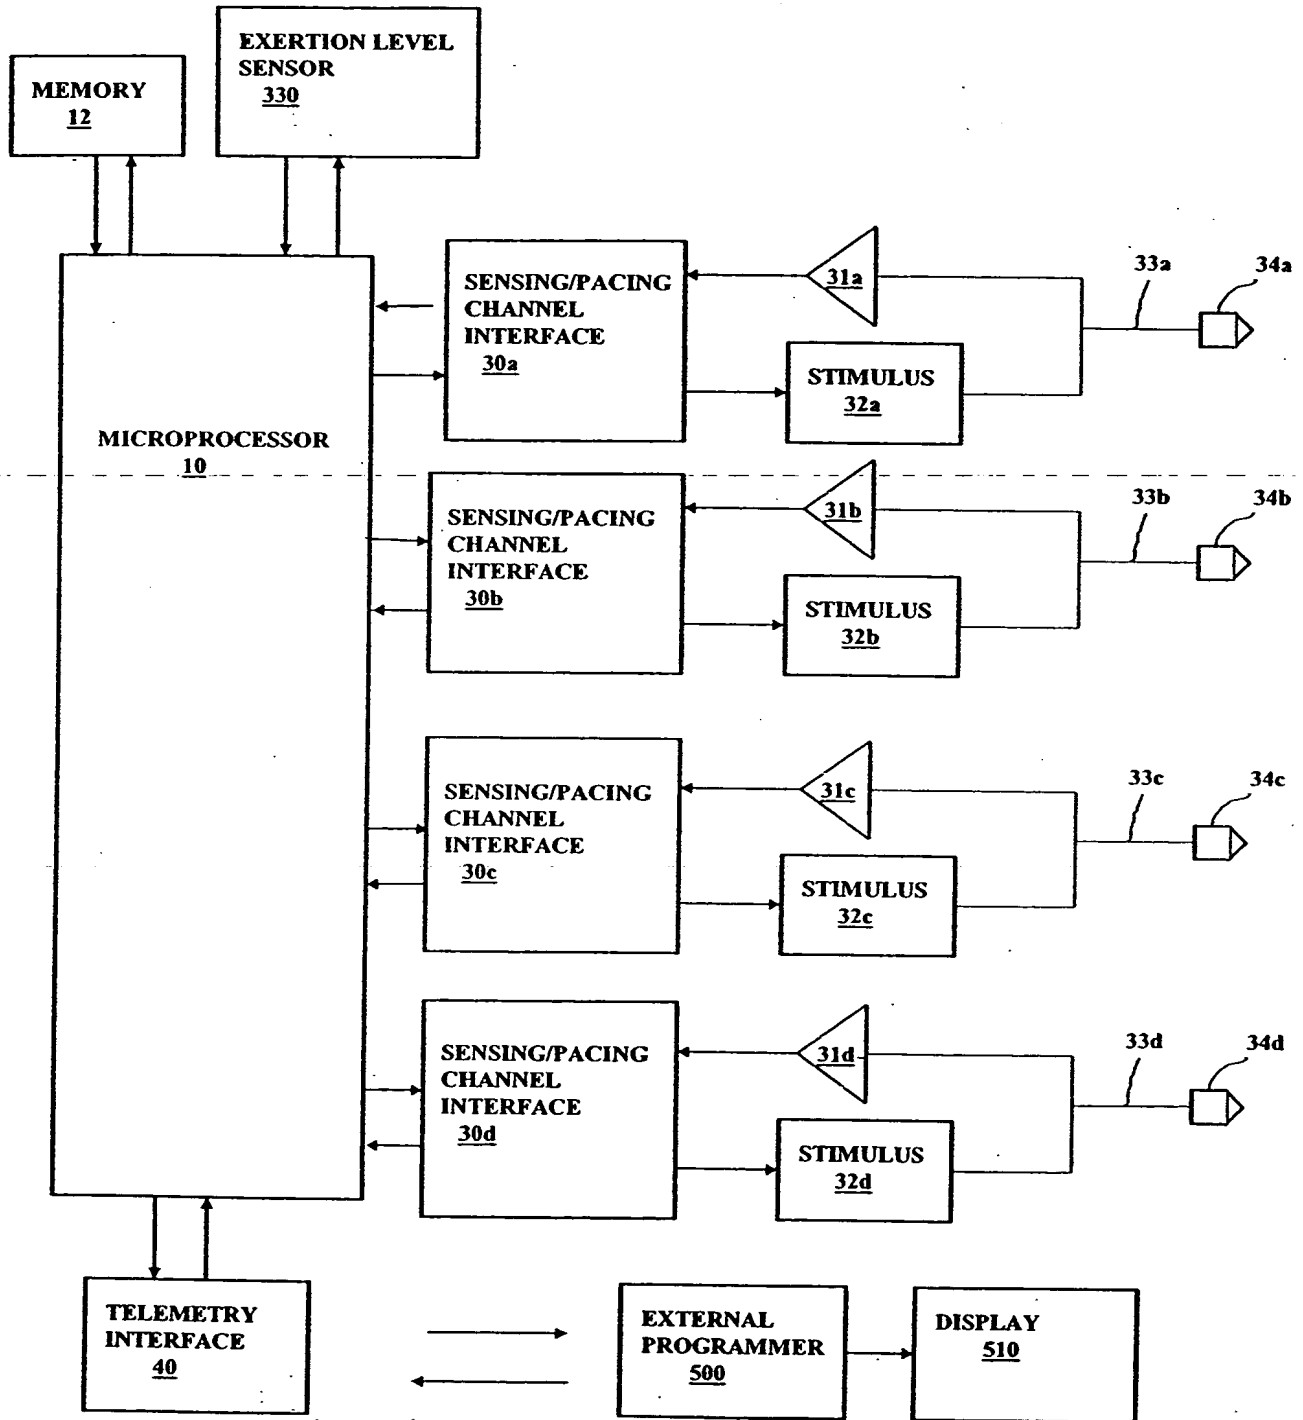 EXERTION LEVEL
SENSOR
330
MEMORY
12
MICROPROCESSOR
10
SENSING/PACING
CHANNEL
INTERFACE
30a
31a
STIMULUS
32a
33a
34a
SENSING/PACING
CHANNEL
INTERFACE
30b
31b
STIMULUS
32b
33b
34b
SENSING/PACING
CHANNEL
INTERFACE
30c
31c
STIMULUS
32c
33c
34c
SENSING/PACING
CHANNEL
INTERFACE
30d
31d
STIMULUS
32d
33d
34d
TELEMETRY
INTERFACE
40
EXTERNAL
PROGRAMMER
500
DISPLAY
510